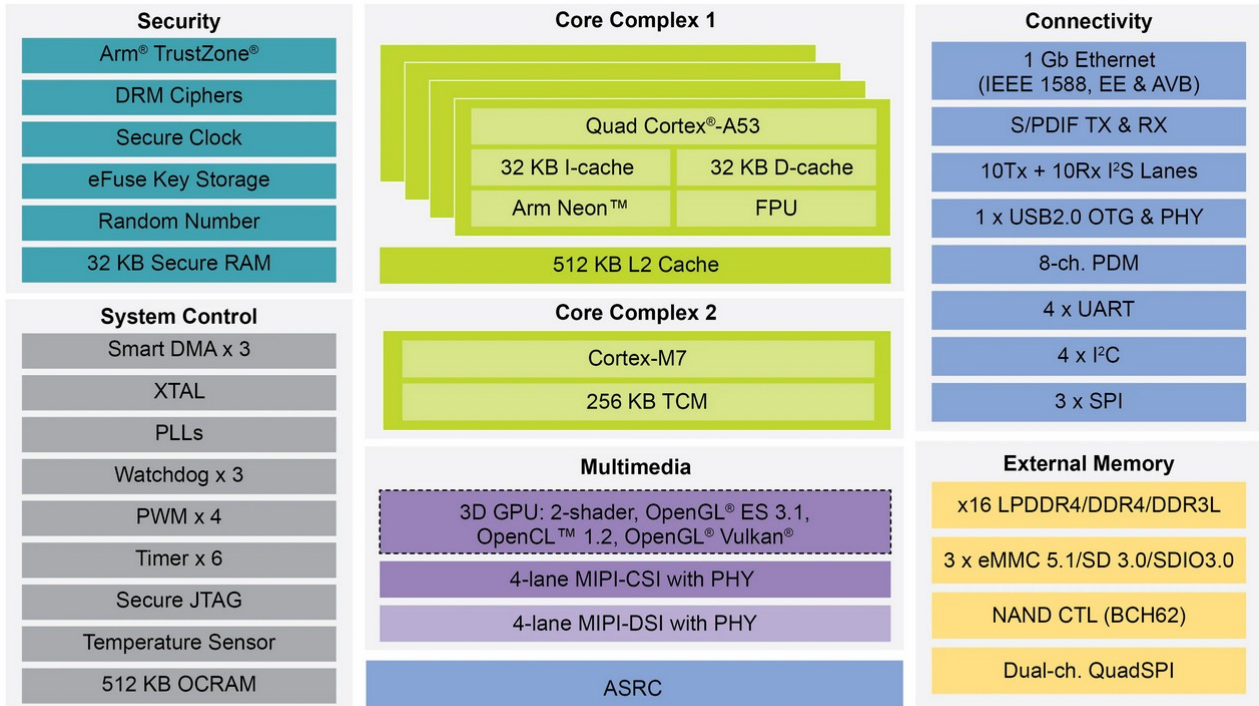 Security
Arm® TrustZone®
DRM Ciphers
Secure Clock
eFuse Key Storage
Random Number
32 KB Secure RAM
System Control
Smart DMA x 3
XTAL
PLLs
Watchdog x 3
PWM x 4
Timer x 6
Secure JTAG
Temperature Sensor
512 KB OCRAM
Core Complex 1
Quad Cortex®-A53
32 KB I-cache
32 KB D-cache
Arm Neon™
FPU
512 KB L2 Cache
Core Complex 2
Cortex-M7
256 KB TCM
Multimedia
3D GPU: 2-shader, OpenGL® ES 3.1,
OpenCL™ 1.2, OpenGL® Vulkan®
4-lane MIPI-CSI with PHY
4-lane MIPI-DSI with PHY
ASRC
Connectivity
1 Gb Ethernet
(IEEE 1588, EE & AVB)
S/PDIF TX & RX
10Tx + 10Rx I²S Lanes
1 x USB2.0 OTG & PHY
8-ch. PDM
4 x UART
4 x I²C
3 x SPI
External Memory
x16 LPDDR4/DDR4/DDR3L
3 x eMMC 5.1/SD 3.0/SDIO3.0
NAND CTL (BCH62)
Dual-ch. QuadSPI